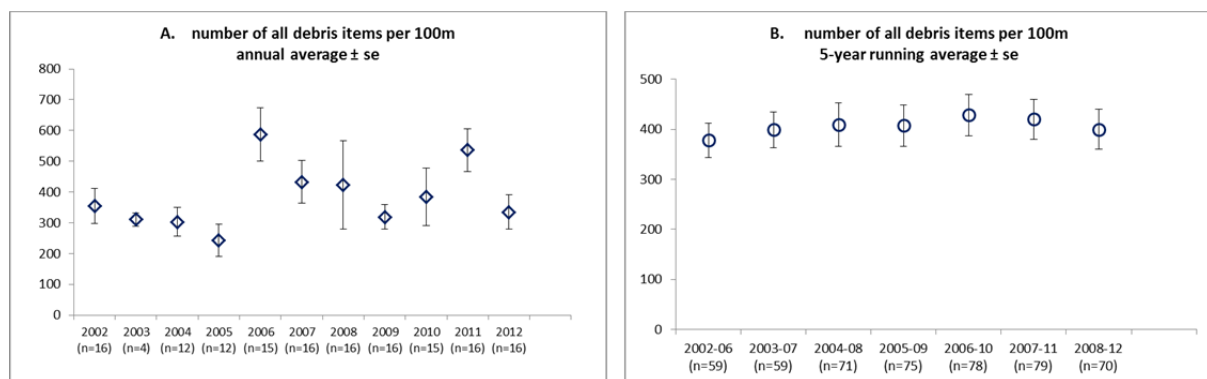 A. number of all debris items per 100m
annual average ± se
800
700
600
500
400
300
200
100
0
2002 2003 2004 2005 2006 2007 2008 2009 2010 2011 2012
(n=16) (n=4) (n=12) (n=12) (n=15) (n=16) (n=16) (n=16) (n=15) (n=16) (n=16)
B. number of all debris items per 100m
5-year running average ± se
500
400
300
200
100
0
2002-06 2003-07 2004-08 2005-09 2006-10 2007-11 2008-12
(n=59) (n=59) (n=71) (n=75) (n=78) (n=79) (n=70)